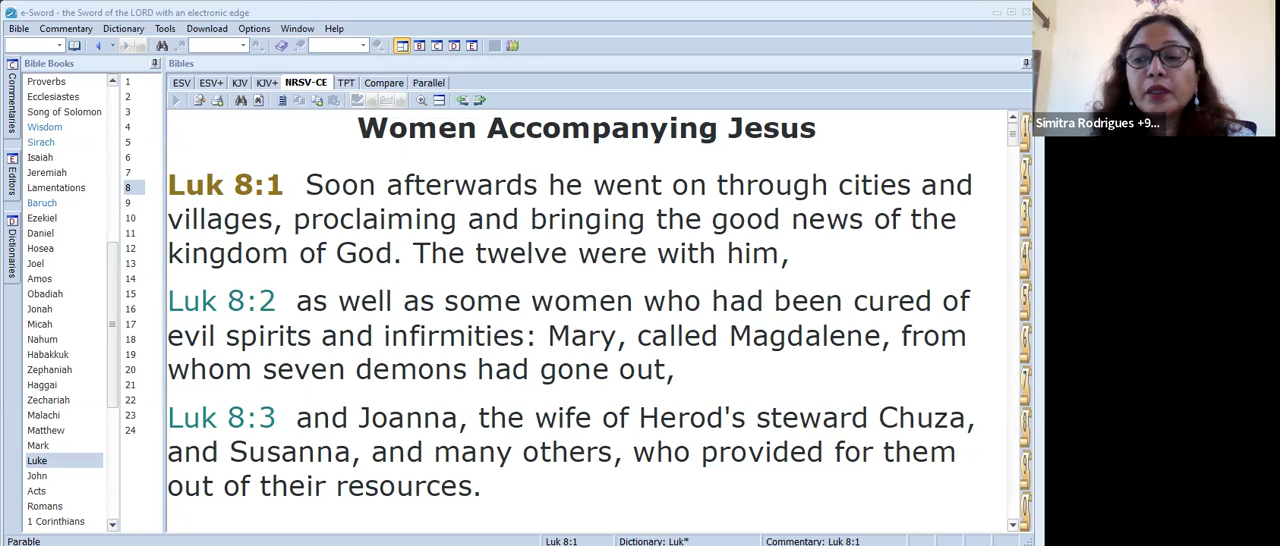 e-Sword - the Sword of the LORD with an electronic edge
Bible Commentary Dictionary Tools Download Options Window Help
B C D E
Bible Books
Bibles
Commentaries
Editors
Dictionaries
ESV ESV+ KJV KJV+ NRSV-CE TPT Compare Parallel
Proverbs 1
Ecclesiastes 2
Song of Solomon 3
Wisdom 4
Sirach 5
Isaiah 6
Jeremiah 7
Lamentations 8
Baruch 9
Ezekiel 10
Daniel 11
Hosea 12
Joel 13
Amos 14
Obadiah 15
Jonah 16
Micah 17
Nahum 18
Habakkuk 19
Zephaniah 20
Haggai 21
Zechariah 22
Malachi 23
Matthew 24
Mark
Luke
John
Acts
Romans
1 Corinthians
Women Accompanying Jesus
Luk 8:1 Soon afterwards he went on through cities and
villages, proclaiming and bringing the good news of the
kingdom of God. The twelve were with him,
Luk 8:2 as well as some women who had been cured of
evil spirits and infirmities: Mary, called Magdalene, from
whom seven demons had gone out,
Luk 8:3 and Joanna, the wife of Herod's steward Chuza,
and Susanna, and many others, who provided for them
out of their resources.
Parable Luk 8:1 Dictionary: Luk* Commentary: Luk 8:1
Simitra Rodrigues +9...